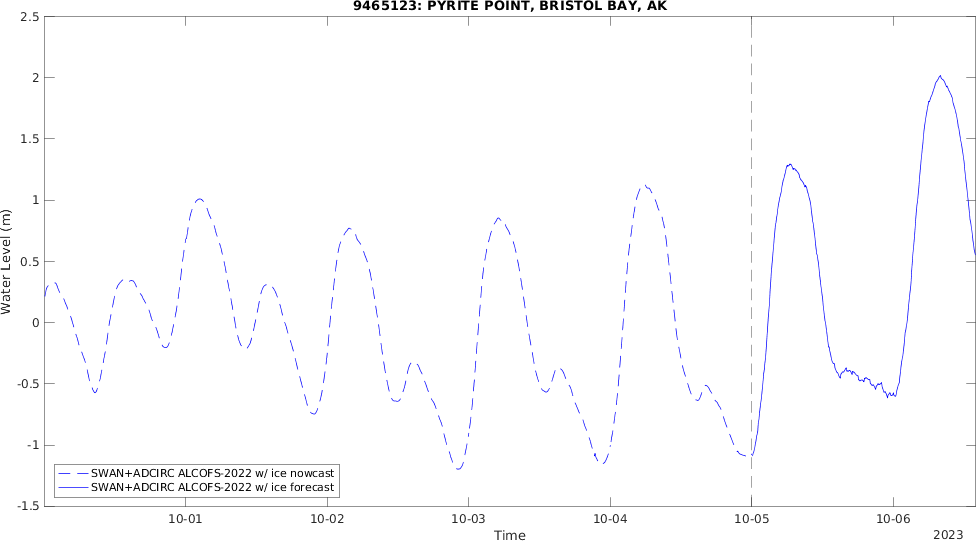 9465123: PYRITE POINT, BRISTOL BAY, AK
2.5
2
1.5
1
0.5
0
-0.5
-1
-1.5
Water Level (m)
SWAN+ADCIRC ALCOFS-2022 w/ ice nowcast
SWAN+ADCIRC ALCOFS-2022 w/ ice forecast
10-01 10-02 10-03 10-04 10-05 10-06
Time
2023